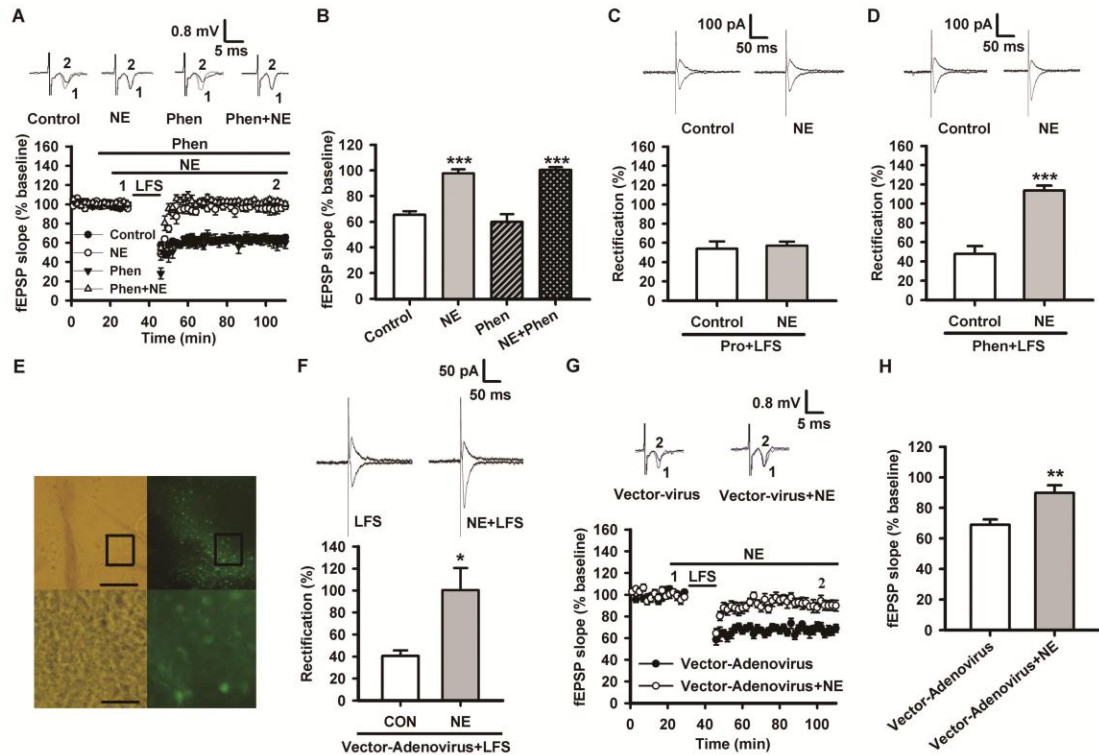 A
0.8 mV
5 ms
2 2 2 2
1 1 1 1
Control NE Phen Phen+NE
Phen
NE
1 LFS 2
160
140
120
100
80
60
40
20
0
fEPSP slope (% baseline)
Control
NE
Phen
Phen+NE
0 20 40 60 80 100
Time (min)
B
160
140
120
100
80
60
40
20
0
fEPSP slope (% baseline)
*** ***
Control NE Phen NE+Phen
C
100 pA
50 ms
Control NE
160
140
120
100
80
60
40
20
0
Rectification (%)
Control NE
Pro+LFS
D
100 pA
50 ms
Control NE
160
140
120
100
80
60
40
20
0
Rectification (%)
***
Control NE
Phen+LFS
E
F
50 pA
50 ms
LFS NE+LFS
140
120
100
80
60
40
20
0
Rectification (%)
*
CON NE
Vector-Adenovirus+LFS
G
0.8 mV
5 ms
2 2
1 1
Vector-virus Vector-virus+NE
NE
1 LFS 2
160
140
120
100
80
60
40
20
0
fEPSP slope (% baseline)
Vector-Adenovirus
Vector-Adenovirus+NE
0 20 40 60 80 100
Time (min)
H
140
120
100
80
60
40
20
0
fEPSP slope (% baseline)
**
Vector-Adenovirus
Vector-Adenovirus+NE